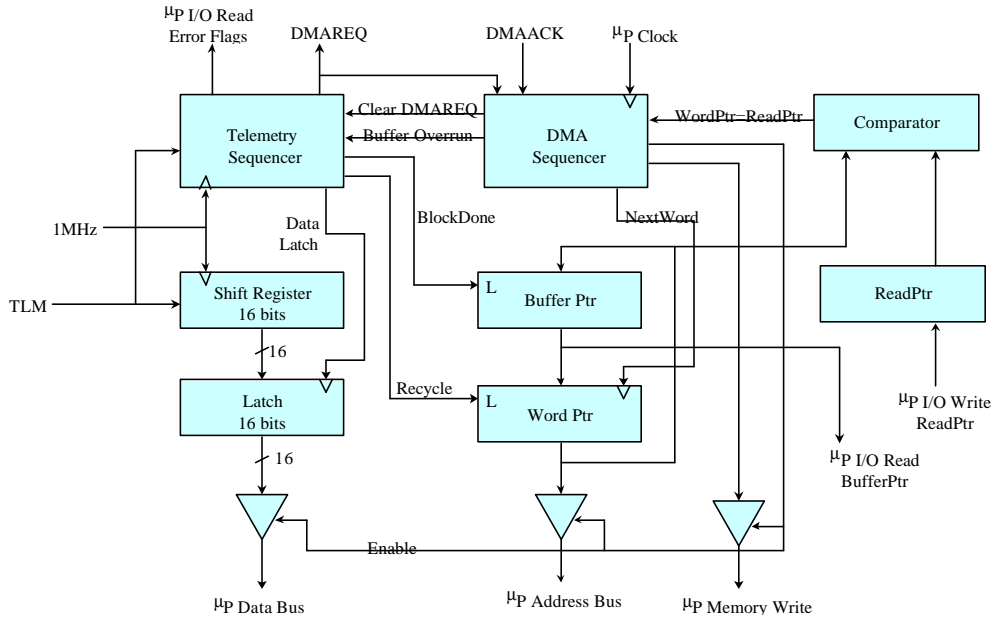 μP I/O Read
Error Flags
DMAREQ
DMAACK
μP Clock
Telemetry
Sequencer
Clear DMAREQ
Buffer Overrun
DMA
Sequencer
WordPtr=ReadPtr
Comparator
1MHz
Data
Latch
BlockDone
NextWord
TLM
Shift Register
16 bits
L
Buffer Ptr
ReadPtr
16
Latch
16 bits
Recycle
L
Word Ptr
μP I/O Write
ReadPtr
16
μP I/O Read
BufferPtr
Enable
μP Data Bus
μP Address Bus
μP Memory Write